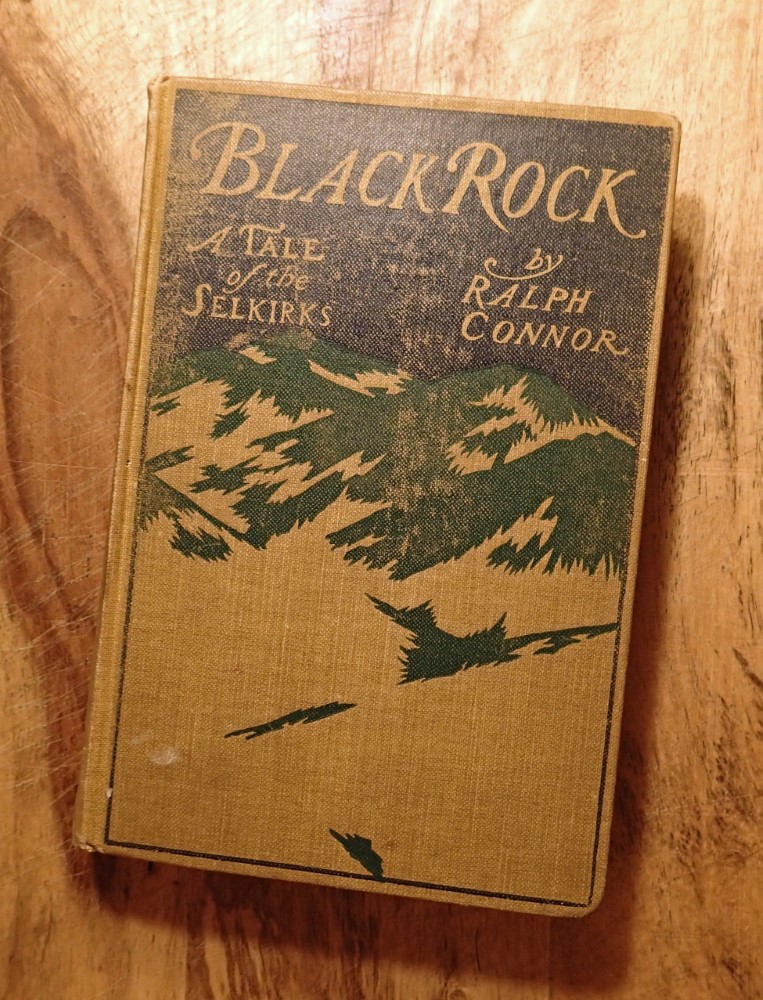 BLACK ROCK
A TALE
of the
SELKIRKS
by
RALPH
CONNOR